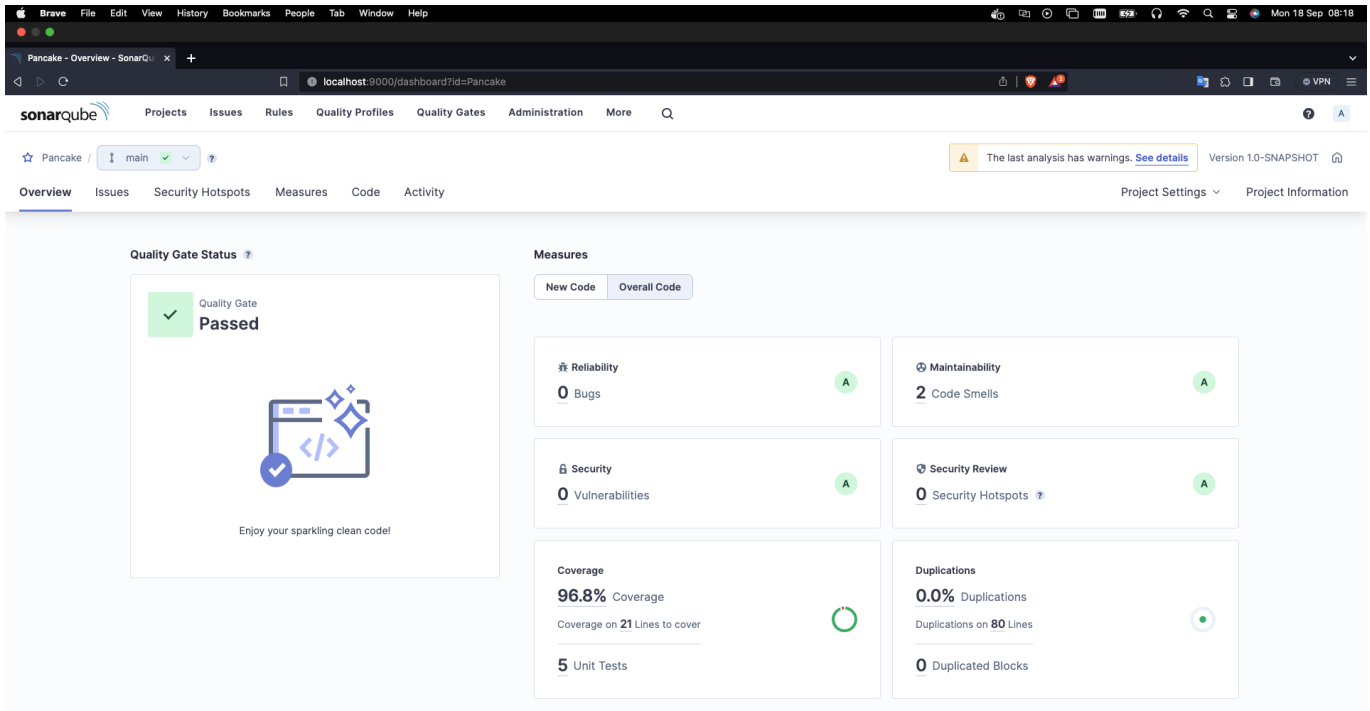 Brave File Edit View History Bookmarks People Tab Window Help Mon 18 Sep 08:18
Pancake - Overview - SonarQu
localhost:9000/dashboard?id=Pancake 2 VPN
sonarqube Projects Issues Rules Quality Profiles Quality Gates Administration More ? A
Pancake / main ? The last analysis has warnings. See details Version 1.0-SNAPSHOT
Overview Issues Security Hotspots Measures Code Activity Project Settings Project Information
Quality Gate Status ?
Quality Gate
Passed
</>
Enjoy your sparkling clean code!
Measures
New Code Overall Code
Reliability
0 Bugs A
Maintainability
2 Code Smells A
Security
0 Vulnerabilities A
Security Review
0 Security Hotspots ? A
Coverage
96.8% Coverage
Coverage on 21 Lines to cover
5 Unit Tests
Duplications
0.0% Duplications
Duplications on 80 Lines
0 Duplicated Blocks